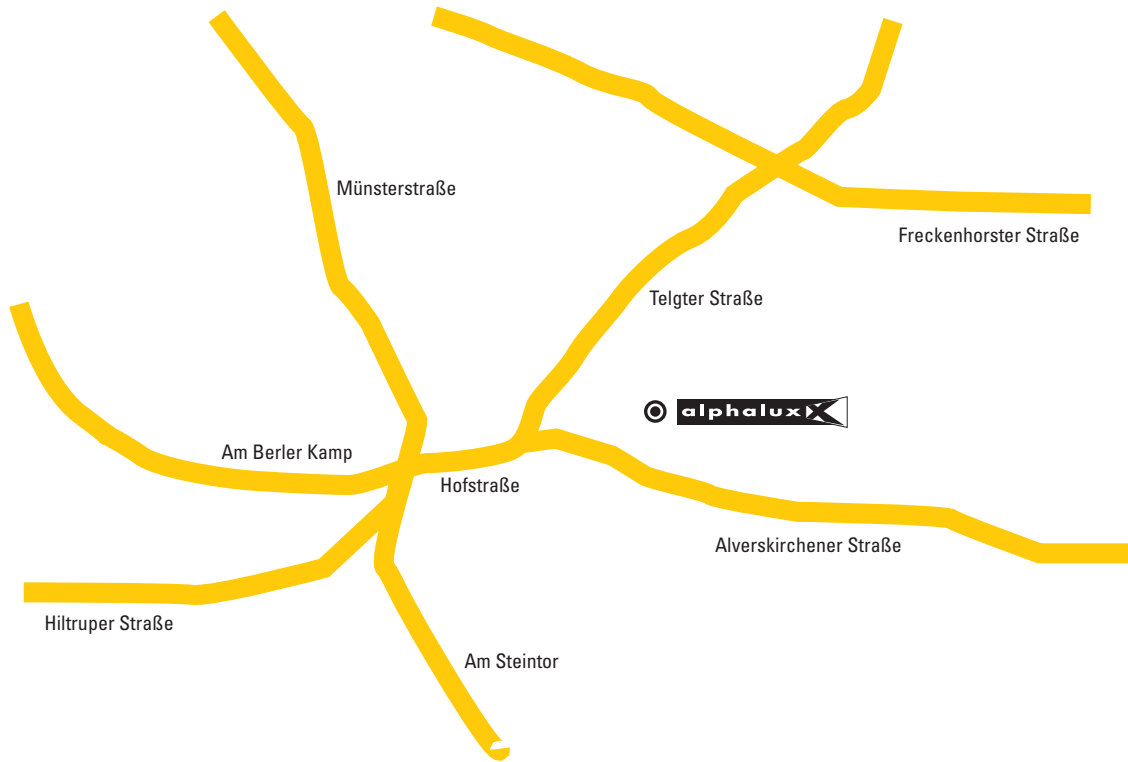 Münsterstraße
Freckenhorster Straße
Telgter Straße
alphalux
Am Berler Kamp
Hofstraße
Alverskirchener Straße
Hiltruper Straße
Am Steintor